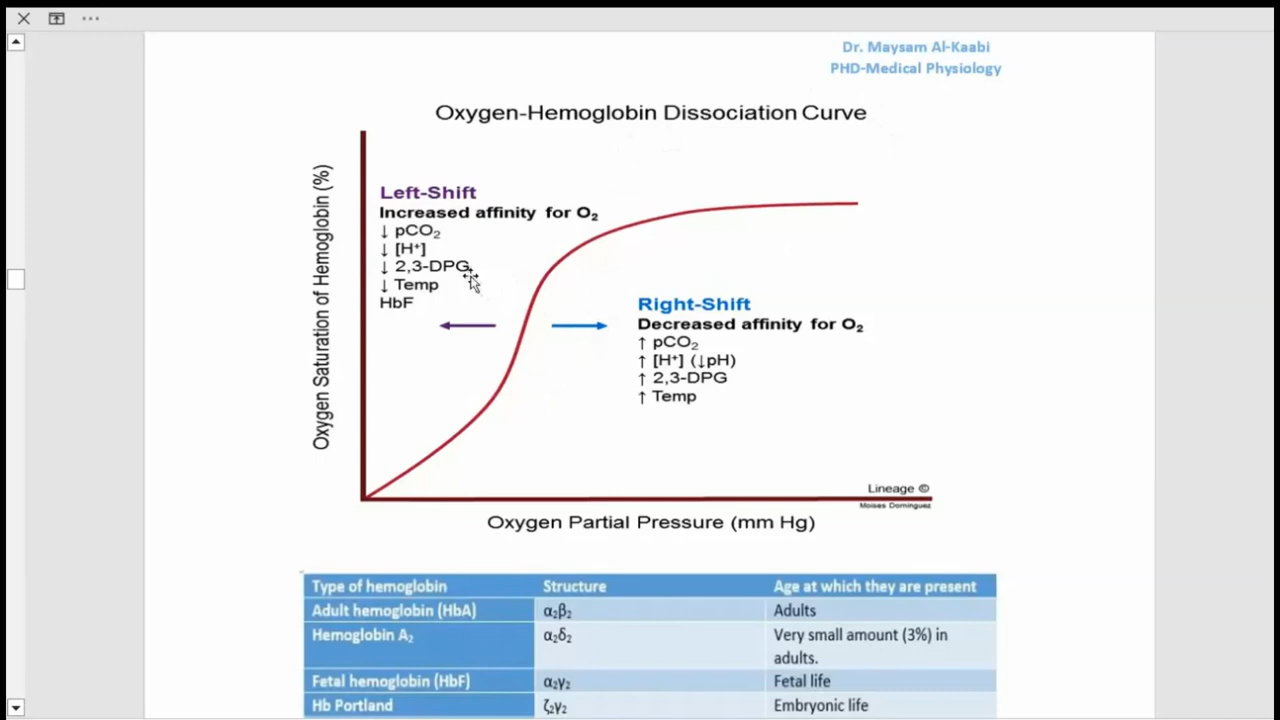 Dr. Maysam Al-Kaabi
PHD-Medical Physiology
Oxygen-Hemoglobin Dissociation Curve
Oxygen Saturation of Hemoglobin (%)
Left-Shift
Increased affinity for O₂
↓ pCO₂
↓ [H⁺]
↓ 2,3-DPG
↓ Temp
HbF
Right-Shift
Decreased affinity for O₂
↑ pCO₂
↑ [H⁺] (↓pH)
↑ 2,3-DPG
↑ Temp
Lineage ©
Moises Dominguez
Oxygen Partial Pressure (mm Hg)
Type of hemoglobin Structure Age at which they are present
Adult hemoglobin (HbA) α₂β₂ Adults
Hemoglobin A₂ α₂δ₂ Very small amount (3%) in
adults.
Fetal hemoglobin (HbF) α₂γ₂ Fetal life
Hb Portland ζ₂γ₂ Embryonic life